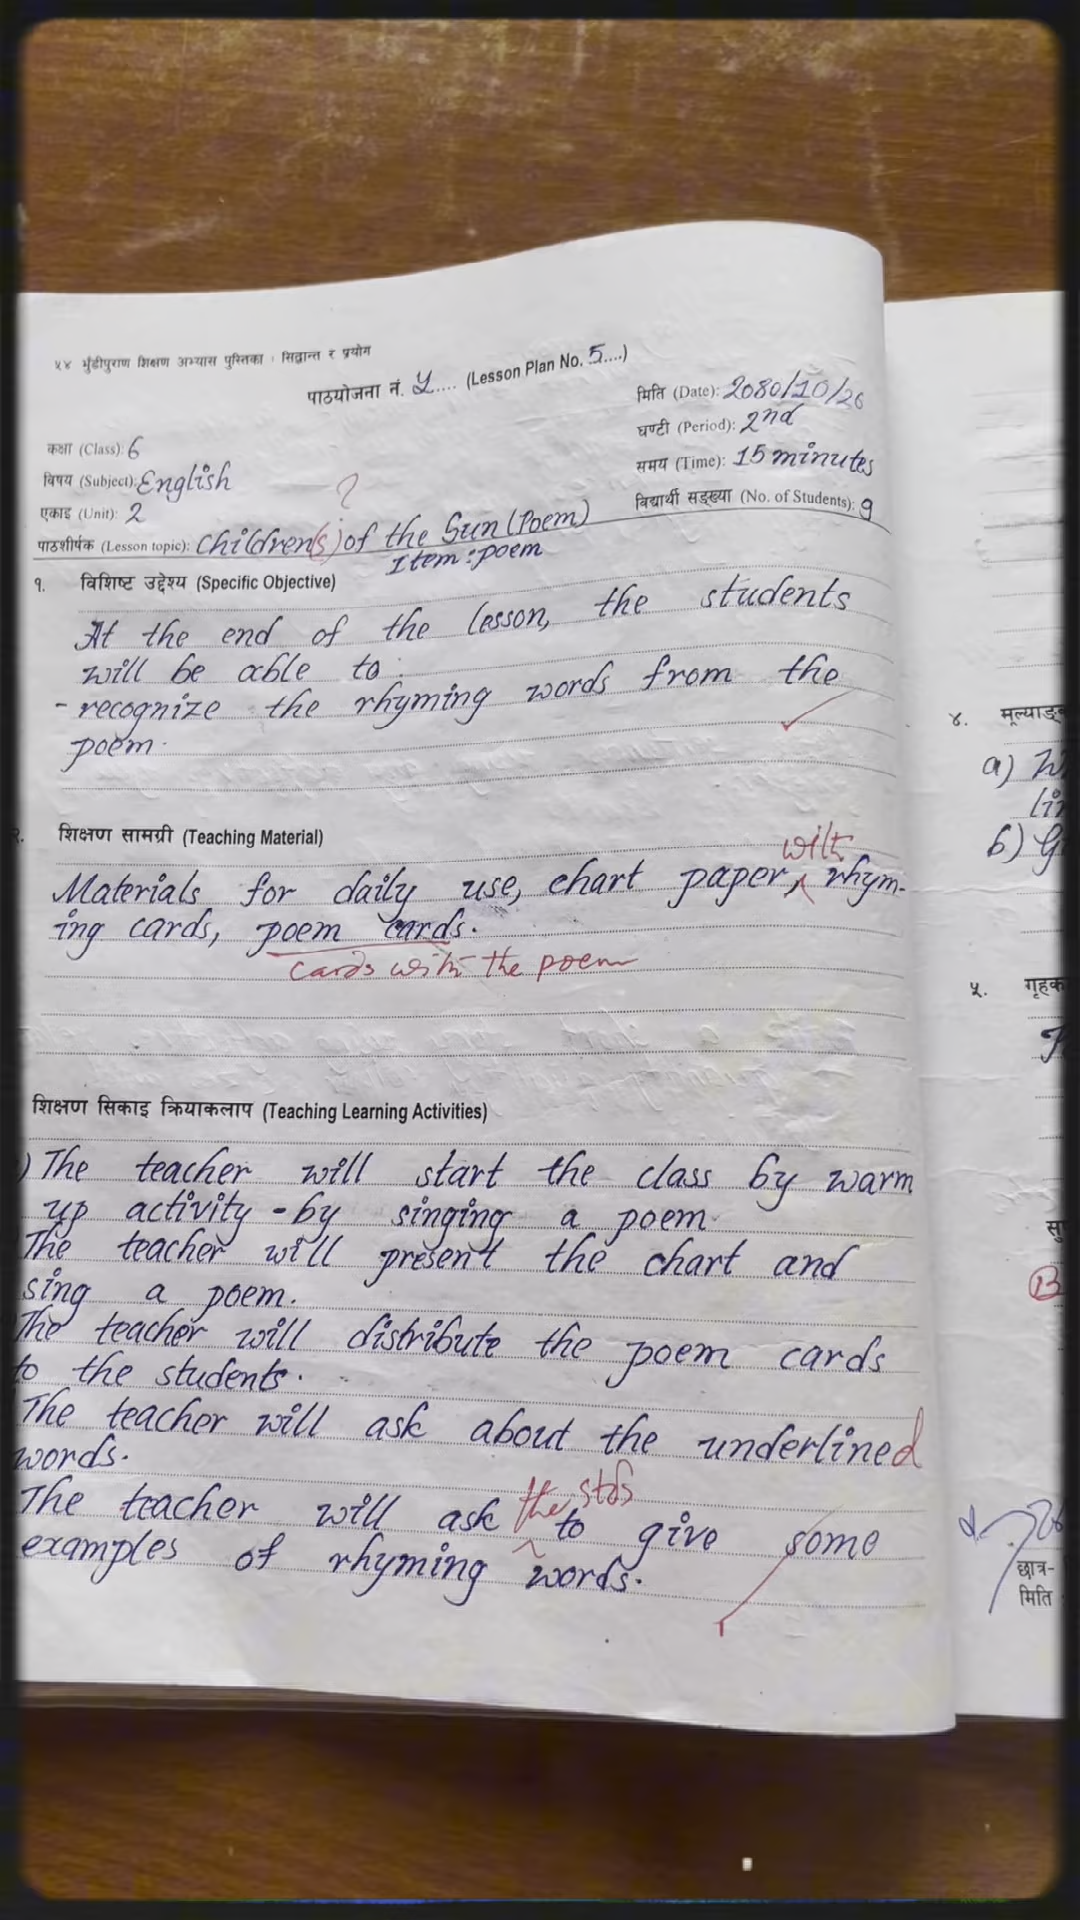 ५४ भुँडीपुराण शिक्षण अभ्यास पुस्तिका : सिद्धान्त र प्रयोग
पाठयोजना नं. ५.... (Lesson Plan No. 5....)
मिति (Date): 2080/10/26
घण्टी (Period): 2nd
कक्षा (Class): 6
समय (Time): 15 minutes
विषय (Subject): English
?
विद्यार्थी सङ्ख्या (No. of Students): 9
एकाइ (Unit): 2
पाठशीर्षक (Lesson topic): Children(s) of the Sun (Poem)
Item : poem
१. विशिष्ट उद्देश्य (Specific Objective)
At the end of the lesson, the students
will be able to :
- recognize the rhyming words from the
poem.
२. शिक्षण सामग्री (Teaching Material)
with
Materials for daily use, chart paper, rhym-
ing cards, poem cards.
cards with the poem
शिक्षण सिकाइ क्रियाकलाप (Teaching Learning Activities)
) The teacher will start the class by warm
up activity - by singing a poem.
The teacher will present the chart and
sing a poem.
The teacher will distribute the poem cards
to the students.
The teacher will ask about the underlined
words.
the stds
The teacher will ask to give some
examples of rhyming words.
४.
a)
b)
५.
B
छात्र-
मिति